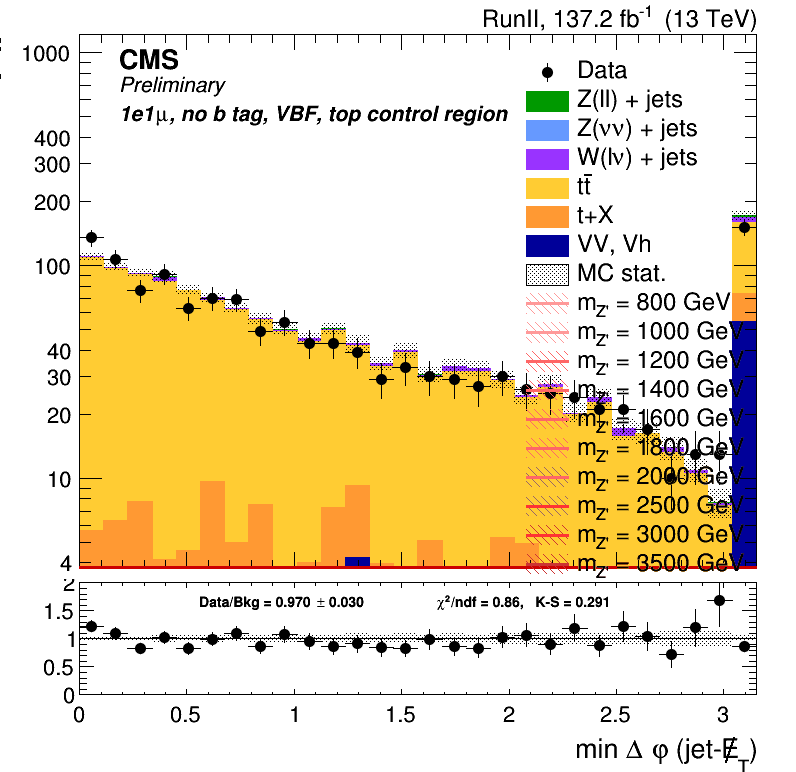 RunII, 137.2 fb⁻¹ (13 TeV)
CMS
Preliminary
1e1μ, no b tag, VBF, top control region
Data
Z(ll) + jets
Z(νν) + jets
W(lν) + jets
tt̄
t+X
VV, Vh
MC stat.
m_Z' = 800 GeV
m_Z' = 1000 GeV
m_Z' = 1200 GeV
m_Z' = 1400 GeV
m_Z' = 1600 GeV
m_Z' = 1800 GeV
m_Z' = 2000 GeV
m_Z' = 2500 GeV
m_Z' = 3000 GeV
m_Z' = 3500 GeV
1000
400
300
200
100
40
30
20
10
4
Data/Bkg = 0.970 ± 0.030 χ²/ndf = 0.86, K-S = 0.291
2
1.5
1
0.5
0
0 0.5 1 1.5 2 2.5 3
min Δ φ (jet-E̸_T)